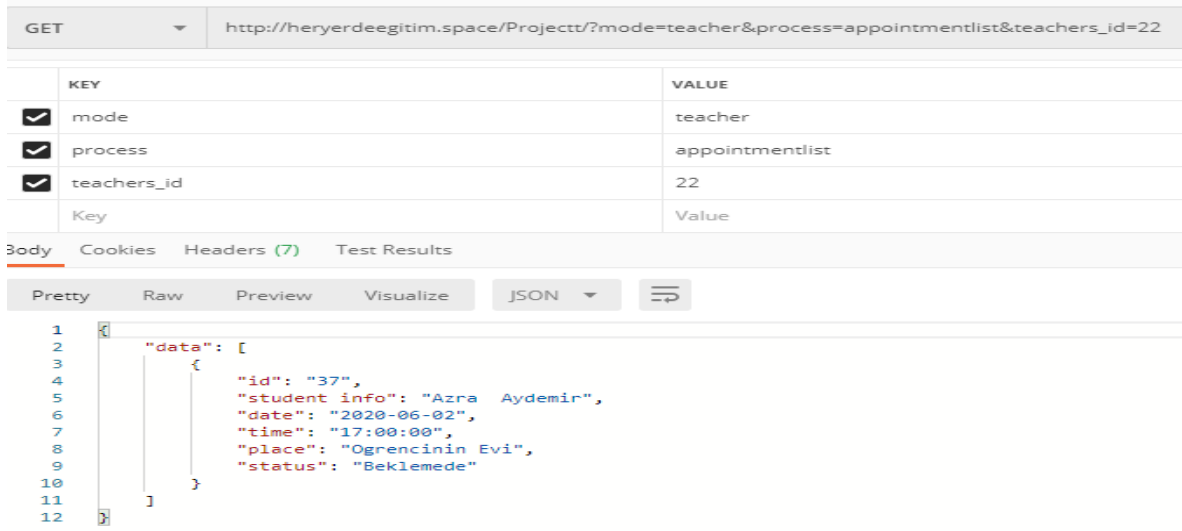 GET http://heryerdeegitim.space/Projectt/?mode=teacher&process=appointmentlist&teachers_id=22
KEY VALUE
mode teacher
process appointmentlist
teachers_id 22
Key Value
Body Cookies Headers (7) Test Results
Pretty Raw Preview Visualize JSON
1 {
2 "data": [
3 {
4 "id": "37",
5 "student info": "Azra  Aydemir",
6 "date": "2020-06-02",
7 "time": "17:00:00",
8 "place": "Ogrencinin Evi",
9 "status": "Beklemede"
10 }
11 ]
12 }